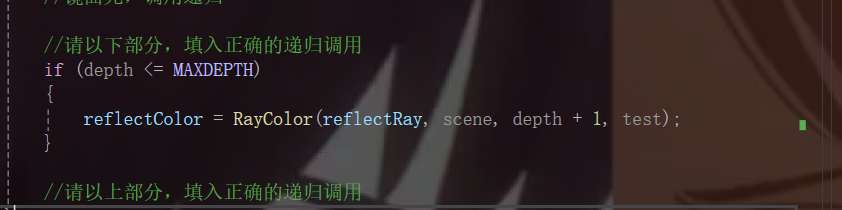 //请以下部分，填入正确的递归调用
if (depth <= MAXDEPTH)
{
reflectColor = RayColor(reflectRay, scene, depth + 1, test);
}
//请以上部分，填入正确的递归调用